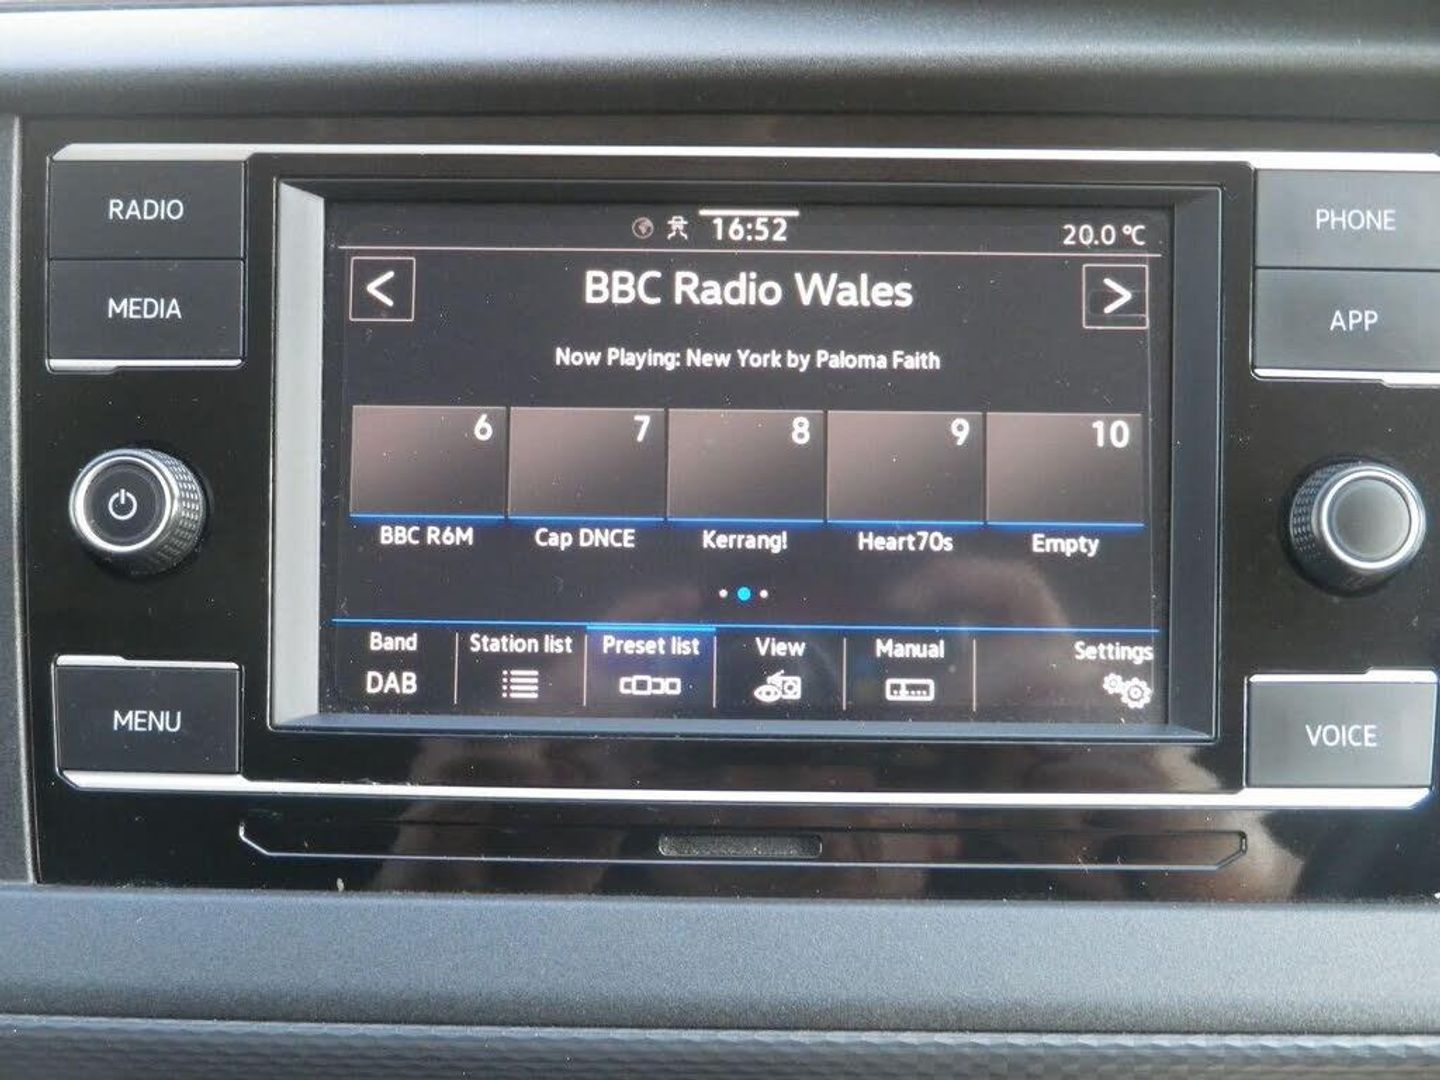 RADIO
MEDIA
MENU
16:52
20.0 °C
< BBC Radio Wales >
Now Playing: New York by Paloma Faith
6 7 8 9 10
BBC R6M Cap DNCE Kerrang! Heart70s Empty
Band Station list Preset list View Manual Settings
DAB
PHONE
APP
VOICE